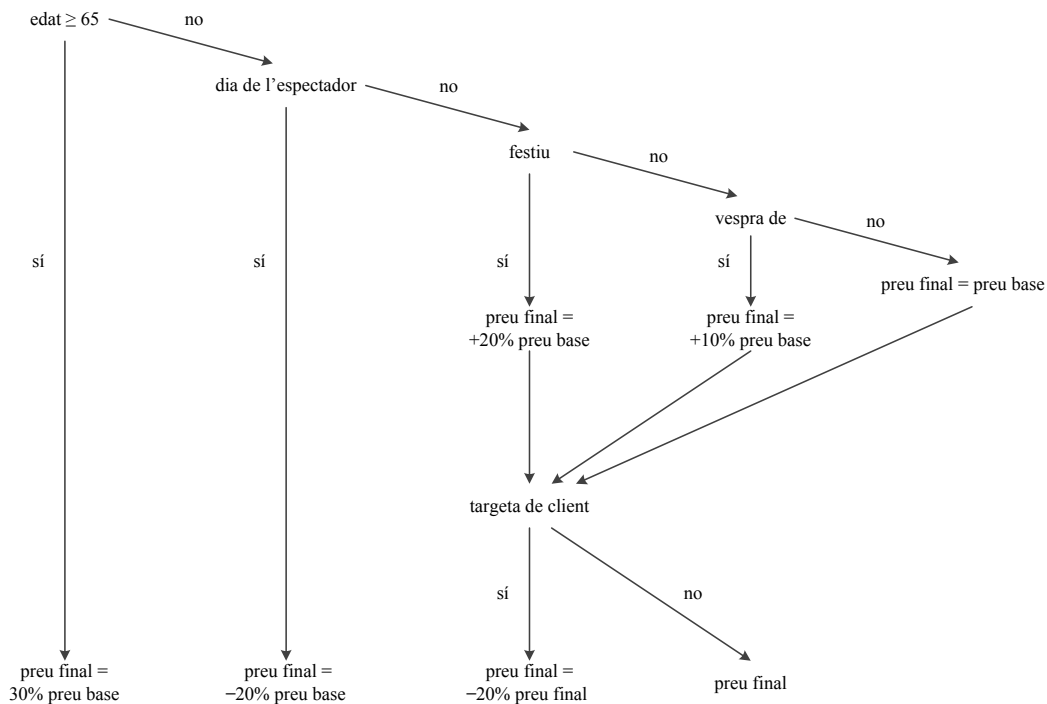 edat ≥ 65
no
dia de l’espectador
no
festiu
no
vespra de
no
sí
sí
sí
sí
preu final = preu base
preu final =
+20% preu base
preu final =
+10% preu base
targeta de client
sí
no
preu final =
30% preu base
preu final =
−20% preu base
preu final =
−20% preu final
preu final